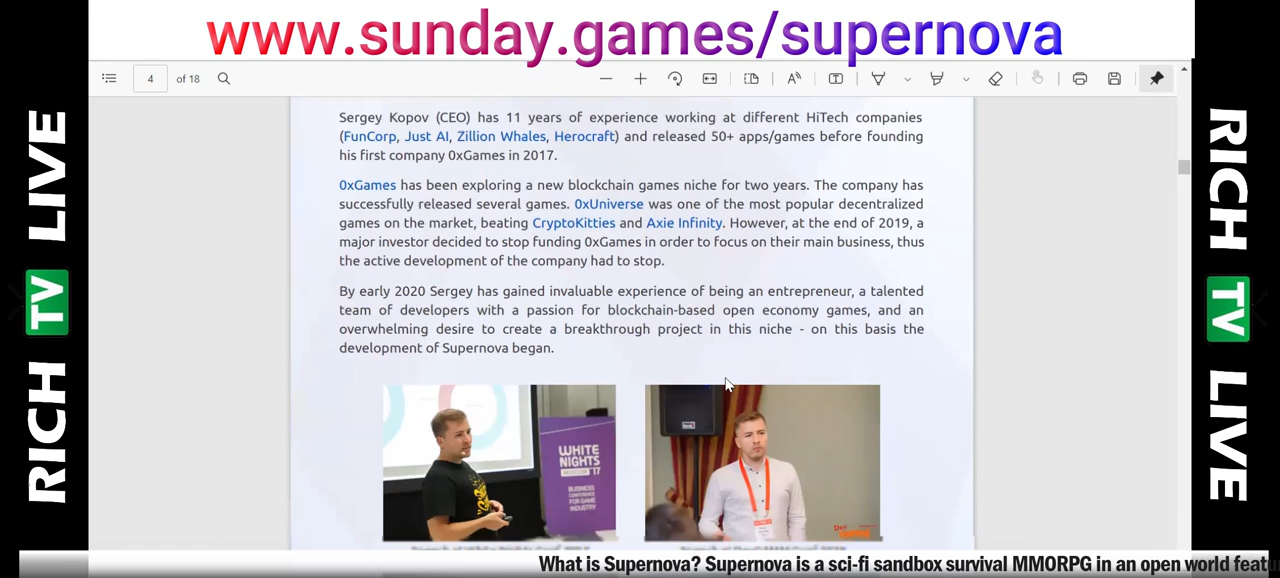 www.sunday.games/supernova
4 of 18
Sergey Kopov (CEO) has 11 years of experience working at different HiTech companies
(FunCorp, Just AI, Zillion Whales, Herocraft) and released 50+ apps/games before founding
his first company 0xGames in 2017.
0xGames has been exploring a new blockchain games niche for two years. The company has
successfully released several games. 0xUniverse was one of the most popular decentralized
games on the market, beating CryptoKitties and Axie Infinity. However, at the end of 2019, a
major investor decided to stop funding 0xGames in order to focus on their main business, thus
the active development of the company had to stop.
By early 2020 Sergey has gained invaluable experience of being an entrepreneur, a talented
team of developers with a passion for blockchain-based open economy games, and an
overwhelming desire to create a breakthrough project in this niche - on this basis the
development of Supernova began.
WHITE
NIGHTS
MOSCOW '17
BUSINESS
CONFERENCE
FOR GAME
INDUSTRY
RICH TV LIVE
RICH TV LIVE
What is Supernova? Supernova is a sci-fi sandbox survival MMORPG in an open world featu